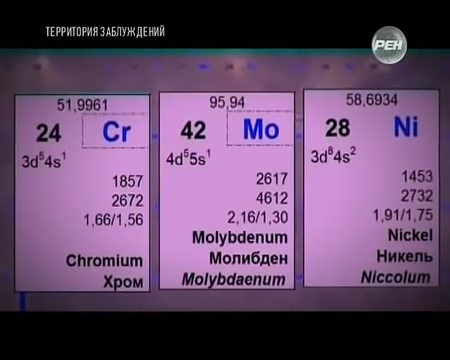 ТЕРРИТОРИЯ ЗАБЛУЖДЕНИЙ
РЕН
51,9961
24 Cr
3d⁵4s¹
1857
2672
1,66/1,56
Chromium
Хром
95,94
42 Mo
4d⁵5s¹
2617
4612
2,16/1,30
Molybdenum
Молибден
Molybdaenum
58,6934
28 Ni
3d⁸4s²
1453
2732
1,91/1,75
Nickel
Никель
Niccolum